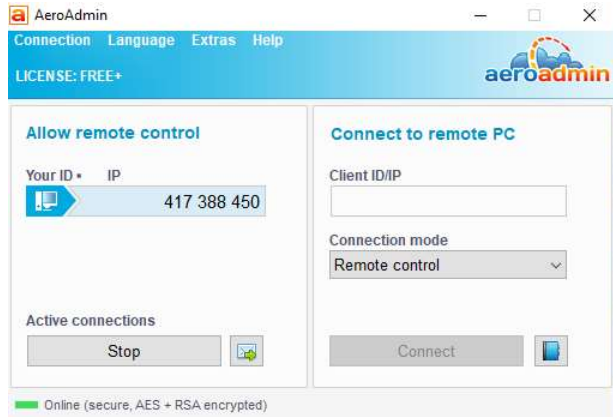 a AeroAdmin
Connection Language Extras Help
LICENSE: FREE+
aeroadmin
Allow remote control
Your ID • IP
417 388 450
Active connections
Stop
Connect to remote PC
Client ID/IP
Connection mode
Remote control
Connect
Online (secure, AES + RSA encrypted)